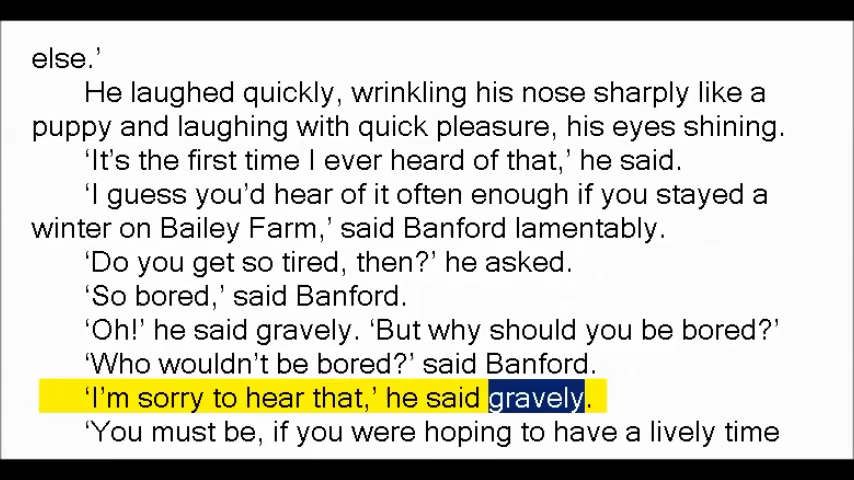 else.’
He laughed quickly, wrinkling his nose sharply like a
puppy and laughing with quick pleasure, his eyes shining.
‘It’s the first time I ever heard of that,’ he said.
‘I guess you’d hear of it often enough if you stayed a
winter on Bailey Farm,’ said Banford lamentably.
‘Do you get so tired, then?’ he asked.
‘So bored,’ said Banford.
‘Oh!’ he said gravely. ‘But why should you be bored?’
‘Who wouldn’t be bored?’ said Banford.
‘I’m sorry to hear that,’ he said gravely.
‘You must be, if you were hoping to have a lively time